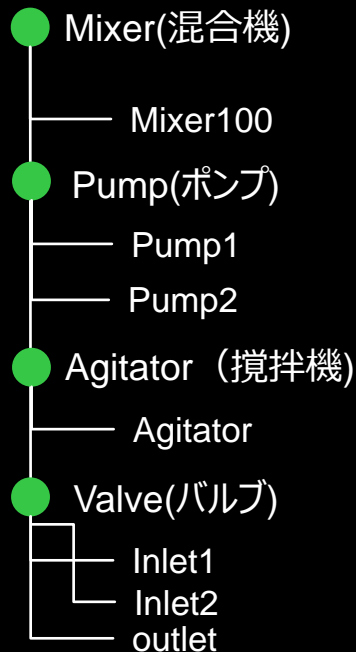 Mixer(混合機)
Mixer100
Pump(ポンプ)
Pump1
Pump2
Agitator（撹拌機)
Agitator
Valve(バルブ)
Inlet1
Inlet2
outlet